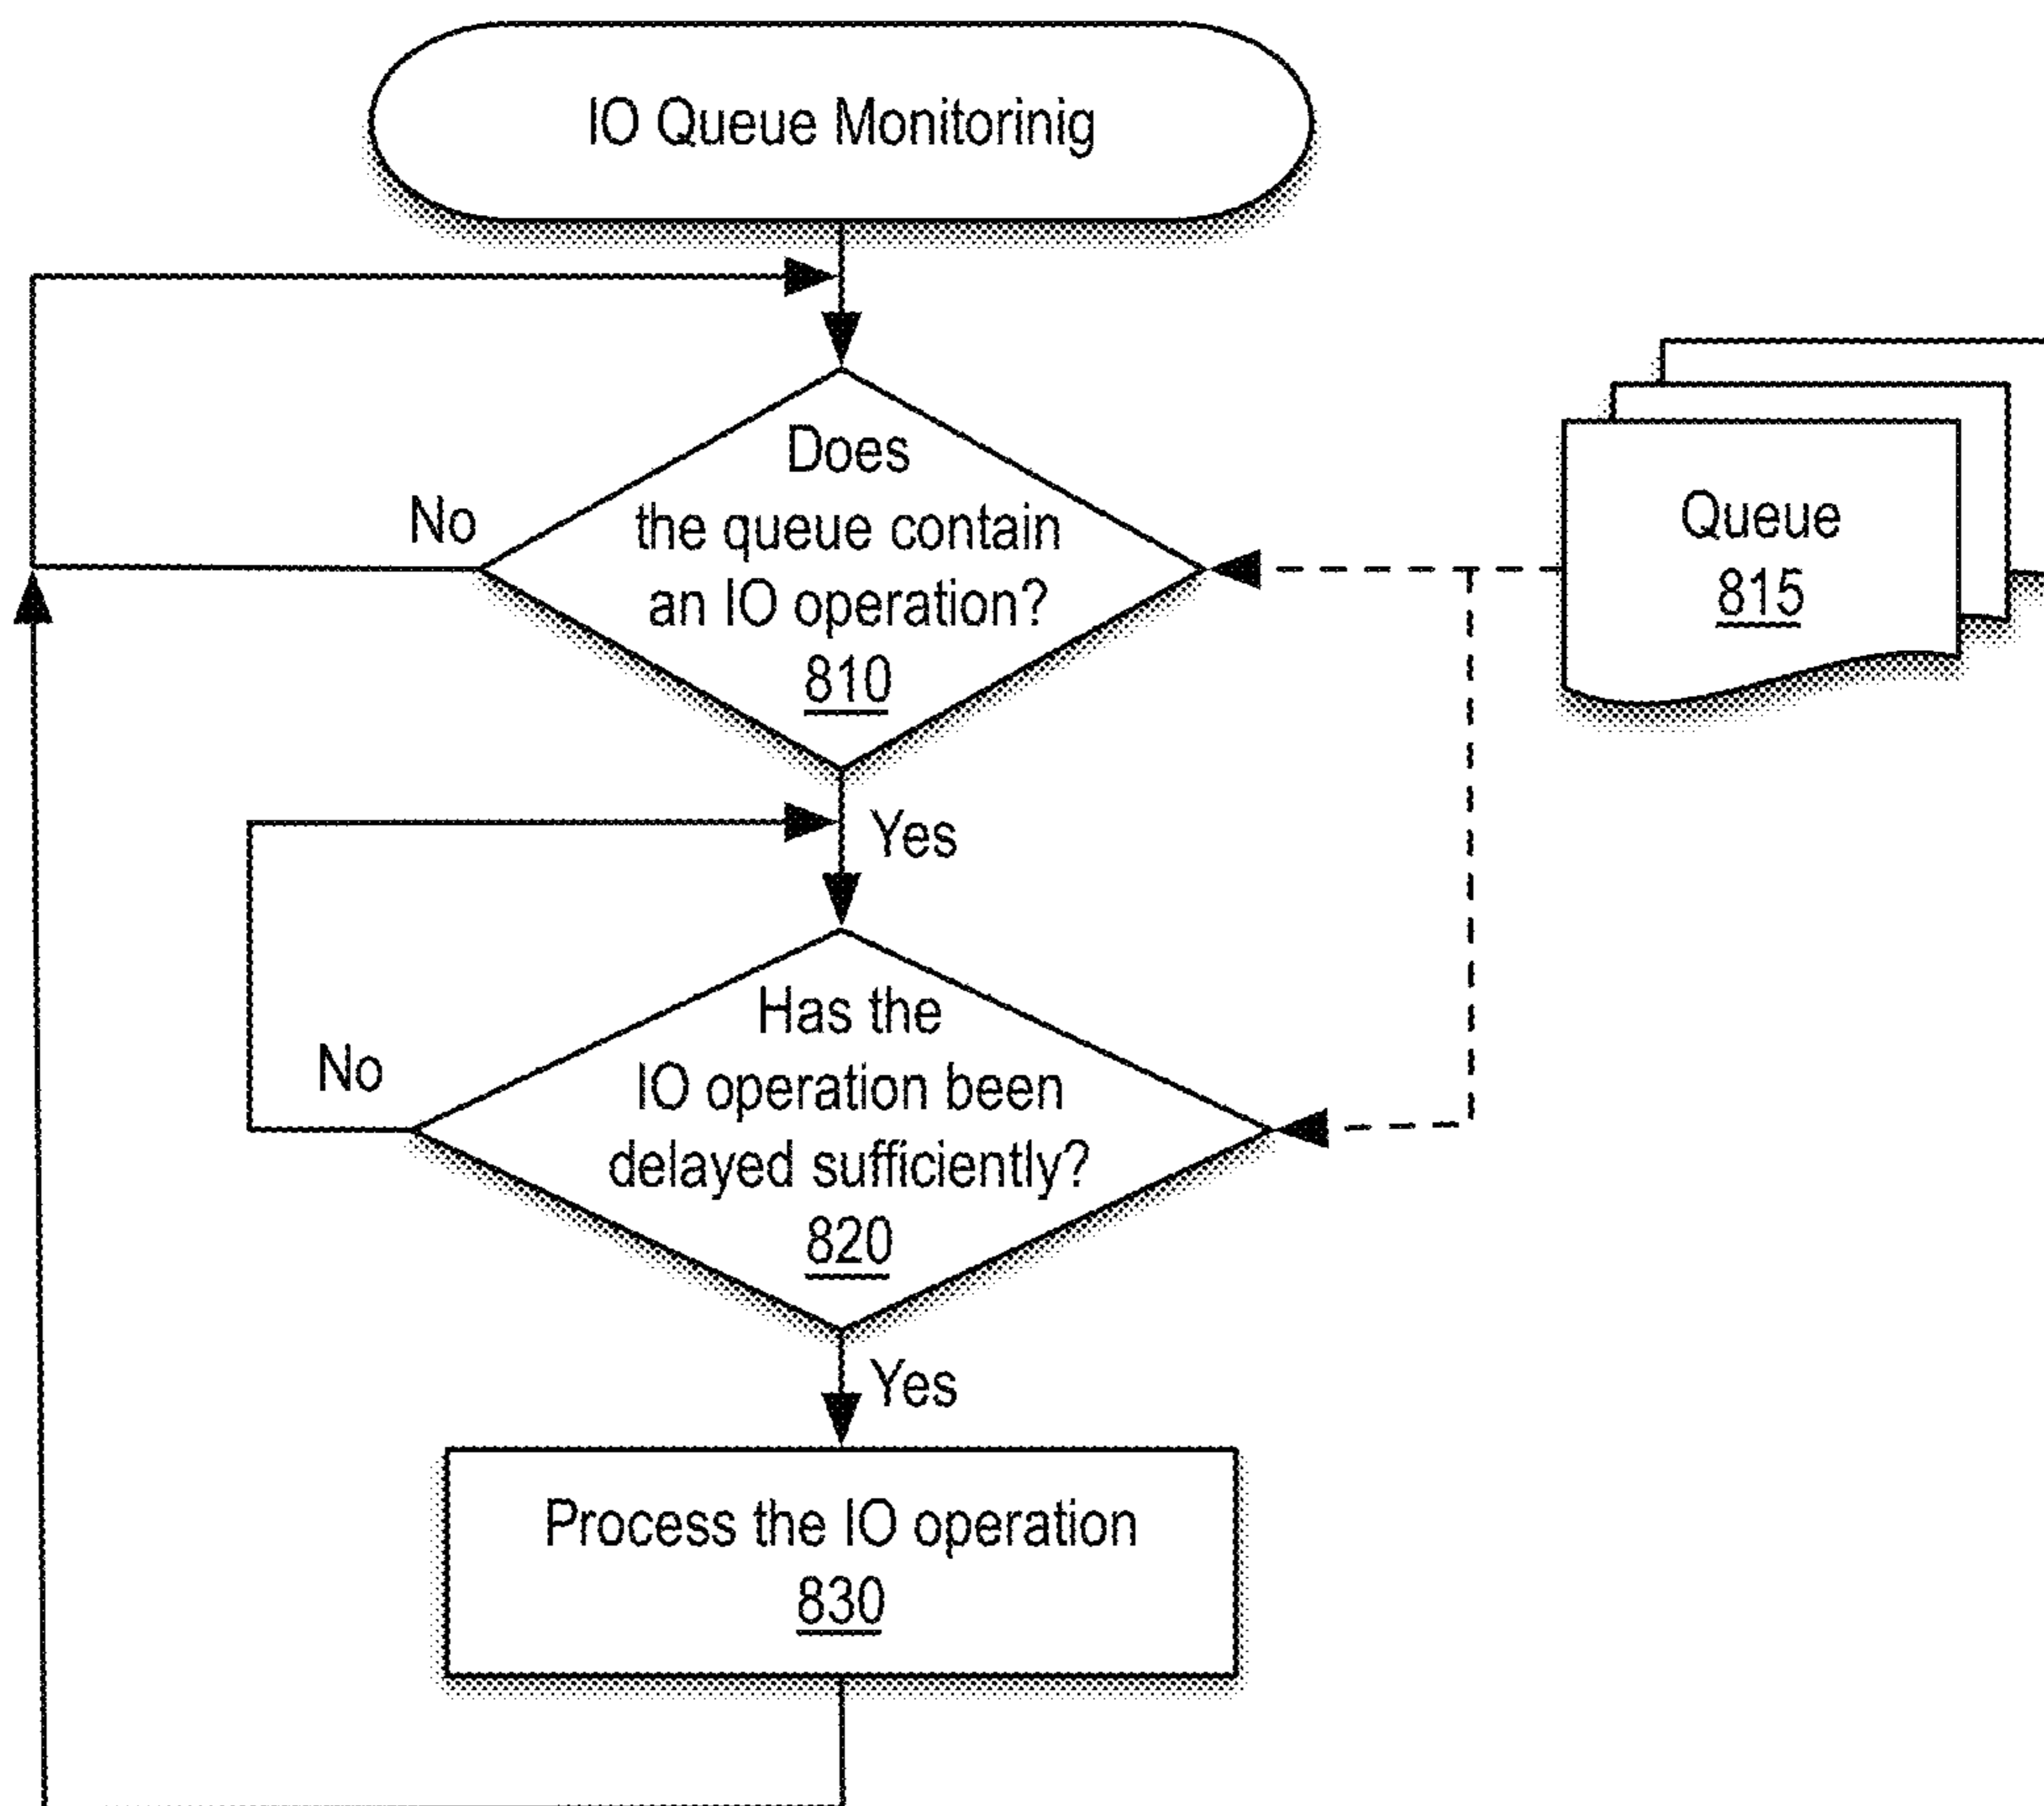 IO Queue Monitorinig
Does
the queue contain
an IO operation?
810
No
Queue
815
Yes
Has the
IO operation been
delayed sufficiently?
820
No
Yes
Process the IO operation
830